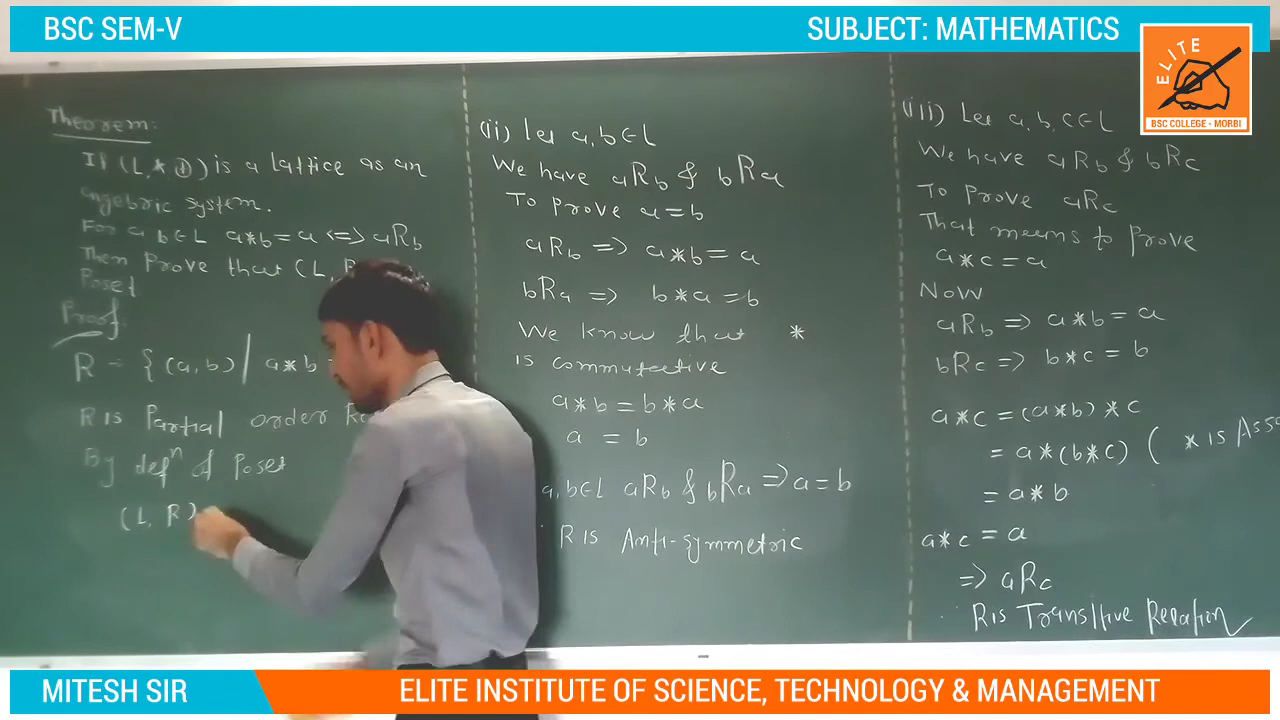 BSC SEM-V
SUBJECT: MATHEMATICS
ELITE
BSC COLLEGE - MORBI
Theorem:
If (L, *, ⊕) is a lattice as an
algebric system.
For a b∈L a*b=a <=> aRb
Then Prove that (L, R
Poset
Proof:
R = {(a,b) | a*b =
R is Partial order Re
By defⁿ of Poset
(L, R)
(ii) Let a, b∈L
We have aRb & bRa
To Prove a=b
aRb => a*b=a
bRa => b*a=b
We know that *
is commutative
a*b=b*a
a = b
a, b∈L aRb & bRa => a=b
R is Anti-symmetric
(iii) Let a, b, c∈L
We have aRb & bRc
To Prove aRc
That means to Prove
a*c=a
Now
aRb => a*b = a
bRc => b*c = b
a*c = (a*b)*c
= a*(b*c) ( * is Asso
= a*b
a*c = a
=> aRc
∴ R is Transitive Relation
MITESH SIR
ELITE INSTITUTE OF SCIENCE, TECHNOLOGY & MANAGEMENT